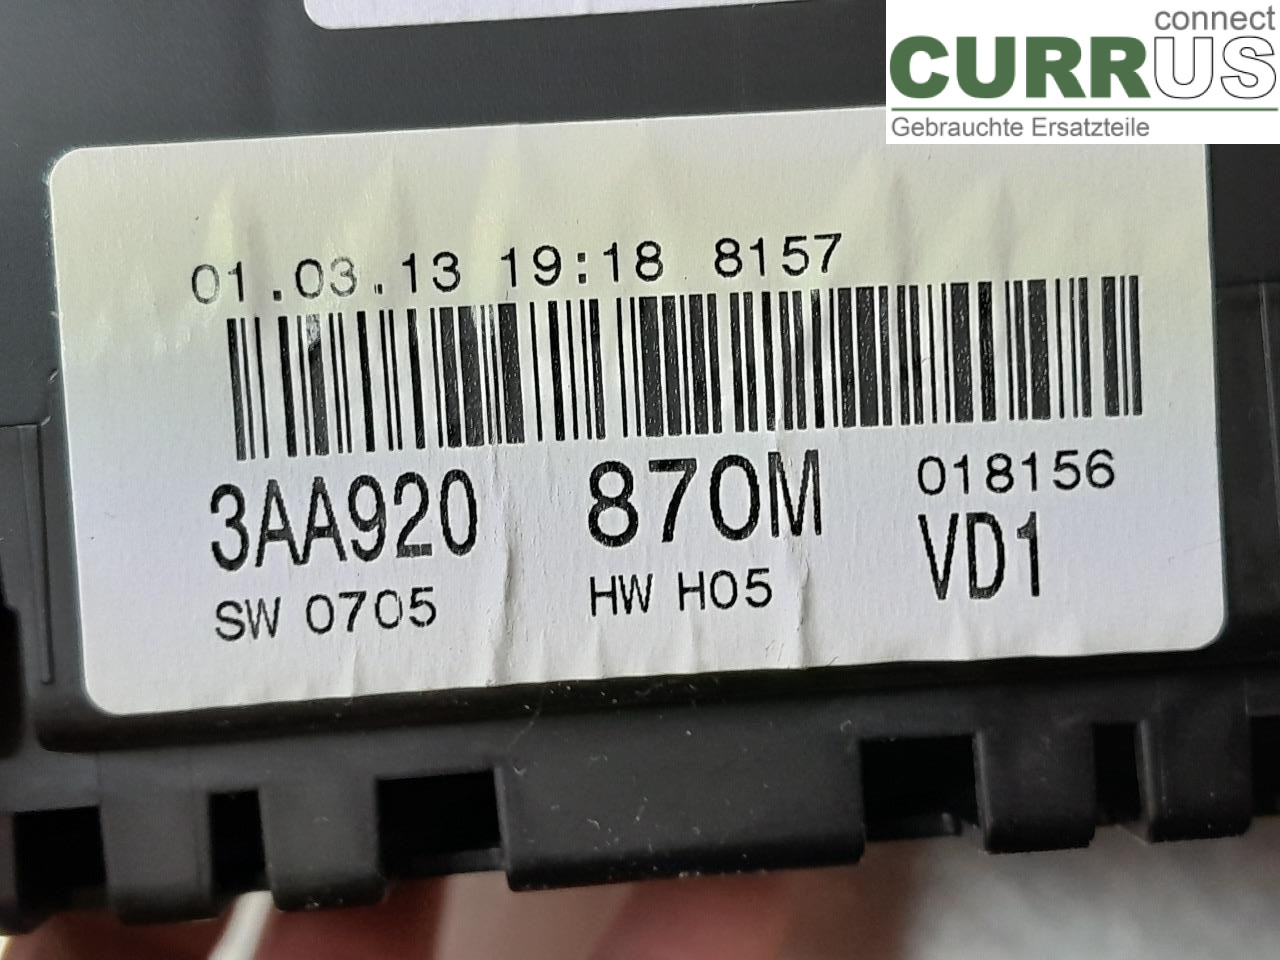 connect
CURRUS
Gebrauchte Ersatzteile
01.03.13 19:18 8157
3AA920 870M 018156
VD1
SW 0705 HW H05